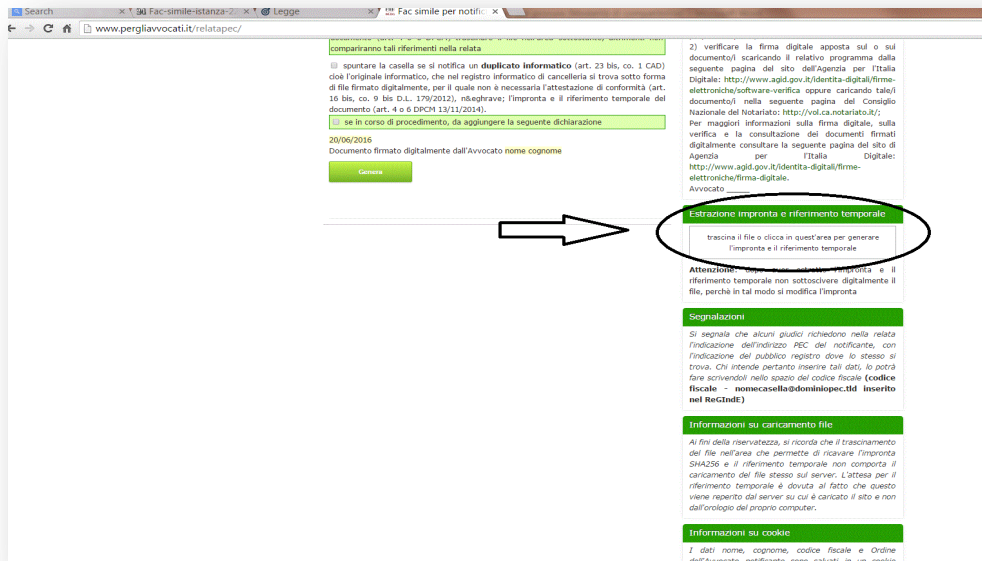 Search
Fac-simile-istanza-2
Legge
Fac simile per notific
www.pergliavvocati.it/relatapec/
compariranno tali riferimenti nella relata
spuntare la casella se si notifica un duplicato informatico (art. 23 bis, co. 1 CAD)
cioè l'originale informatico, che nel registro informatico di cancelleria si trova sotto forma
di file firmato digitalmente, per il quale non è necessaria l'attestazione di conformità (art.
16 bis, co. 9 bis D.L. 179/2012), n&eghrave; l'impronta e il riferimento temporale del
documento (art. 4 o 6 DPCM 13/11/2014).
se in corso di procedimento, da aggiungere la seguente dichiarazione
20/06/2016
Documento firmato digitalmente dall'Avvocato nome cognome
Genera
2) verificare la firma digitale apposta sul o sui
documento/i scaricando il relativo programma dalla
seguente pagina del sito dell'Agenzia per l'Italia
Digitale: http://www.agid.gov.it/identita-digitali/firme-
elettroniche/software-verifica oppure caricando tale/i
documento/i nella seguente pagina del Consiglio
Nazionale del Notariato: http://vol.ca.notariato.it/;
Per maggiori informazioni sulla firma digitale, sulla
verifica e la consultazione dei documenti firmati
digitalmente consultare la seguente pagina del sito di
Agenzia per l'Italia Digitale:
http://www.agid.gov.it/identita-digitali/firme-
elettroniche/firma-digitale.
Avvocato _____
Estrazione impronta e riferimento temporale
trascina il file o clicca in quest'area per generare
l'impronta e il riferimento temporale
Attenzione: dopo aver estratto l'impronta e il
riferimento temporale non sottoscivere digitalmente il
file, perchè in tal modo si modifica l'impronta
Segnalazioni
Si segnala che alcuni giudici richiedono nella relata
l'indicazione dell'indirizzo PEC del notificante, con
l'indicazione del pubblico registro dove lo stesso si
trova. Chi intende pertanto inserire tali dati, lo potrà
fare scrivendoli nello spazio del codice fiscale (codice
fiscale - nomecasella@dominiopec.tld inserito
nel ReGIndE)
Informazioni su caricamento file
Ai fini della riservatezza, si ricorda che il trascinamento
del file nell'area che permette di ricavare l'impronta
SHA256 e il riferimento temporale non comporta il
caricamento del file stesso sul server. L'attesa per il
riferimento temporale è dovuta al fatto che questo
viene reperito dal server su cui è caricato il sito e non
dall'orologio del proprio computer.
Informazioni su cookie
I dati nome, cognome, codice fiscale e Ordine
dell'Avvocato notificante sono salvati in un cookie